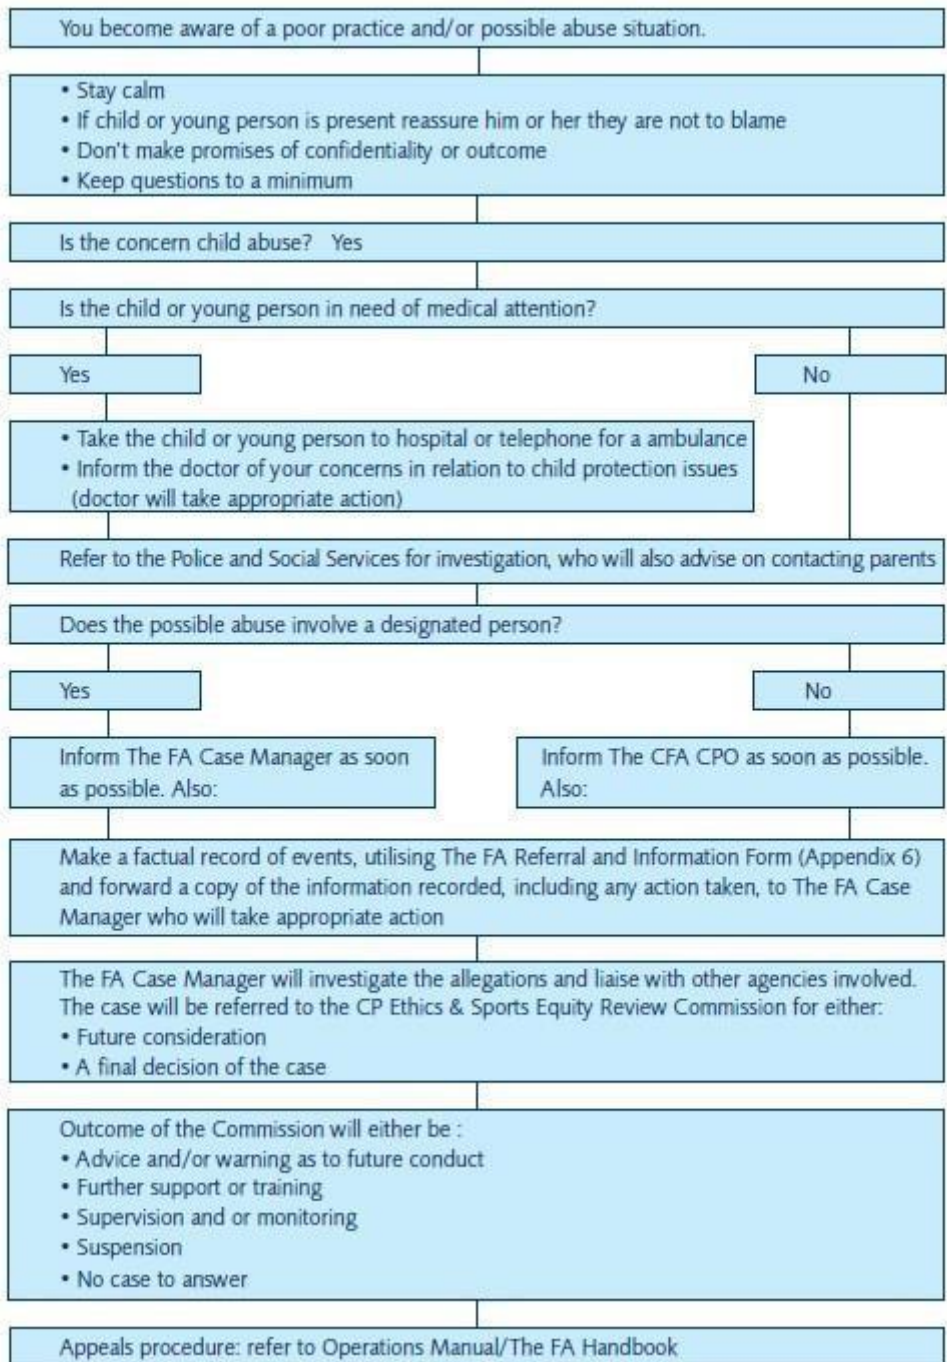 You become aware of a poor practice and/or possible abuse situation.
• Stay calm
• If child or young person is present reassure him or her they are not to blame
• Don't make promises of confidentiality or outcome
• Keep questions to a minimum
Is the concern child abuse? Yes
Is the child or young person in need of medical attention?
Yes
No
• Take the child or young person to hospital or telephone for a ambulance
• Inform the doctor of your concerns in relation to child protection issues
(doctor will take appropriate action)
Refer to the Police and Social Services for investigation, who will also advise on contacting parents
Does the possible abuse involve a designated person?
Yes
No
Inform The FA Case Manager as soon
as possible. Also:
Inform The CFA CPO as soon as possible.
Also:
Make a factual record of events, utilising The FA Referral and Information Form (Appendix 6)
and forward a copy of the information recorded, including any action taken, to The FA Case
Manager who will take appropriate action
The FA Case Manager will investigate the allegations and liaise with other agencies involved.
The case will be referred to the CP Ethics & Sports Equity Review Commission for either:
• Future consideration
• A final decision of the case
Outcome of the Commission will either be :
• Advice and/or warning as to future conduct
• Further support or training
• Supervision and or monitoring
• Suspension
• No case to answer
Appeals procedure: refer to Operations Manual/The FA Handbook